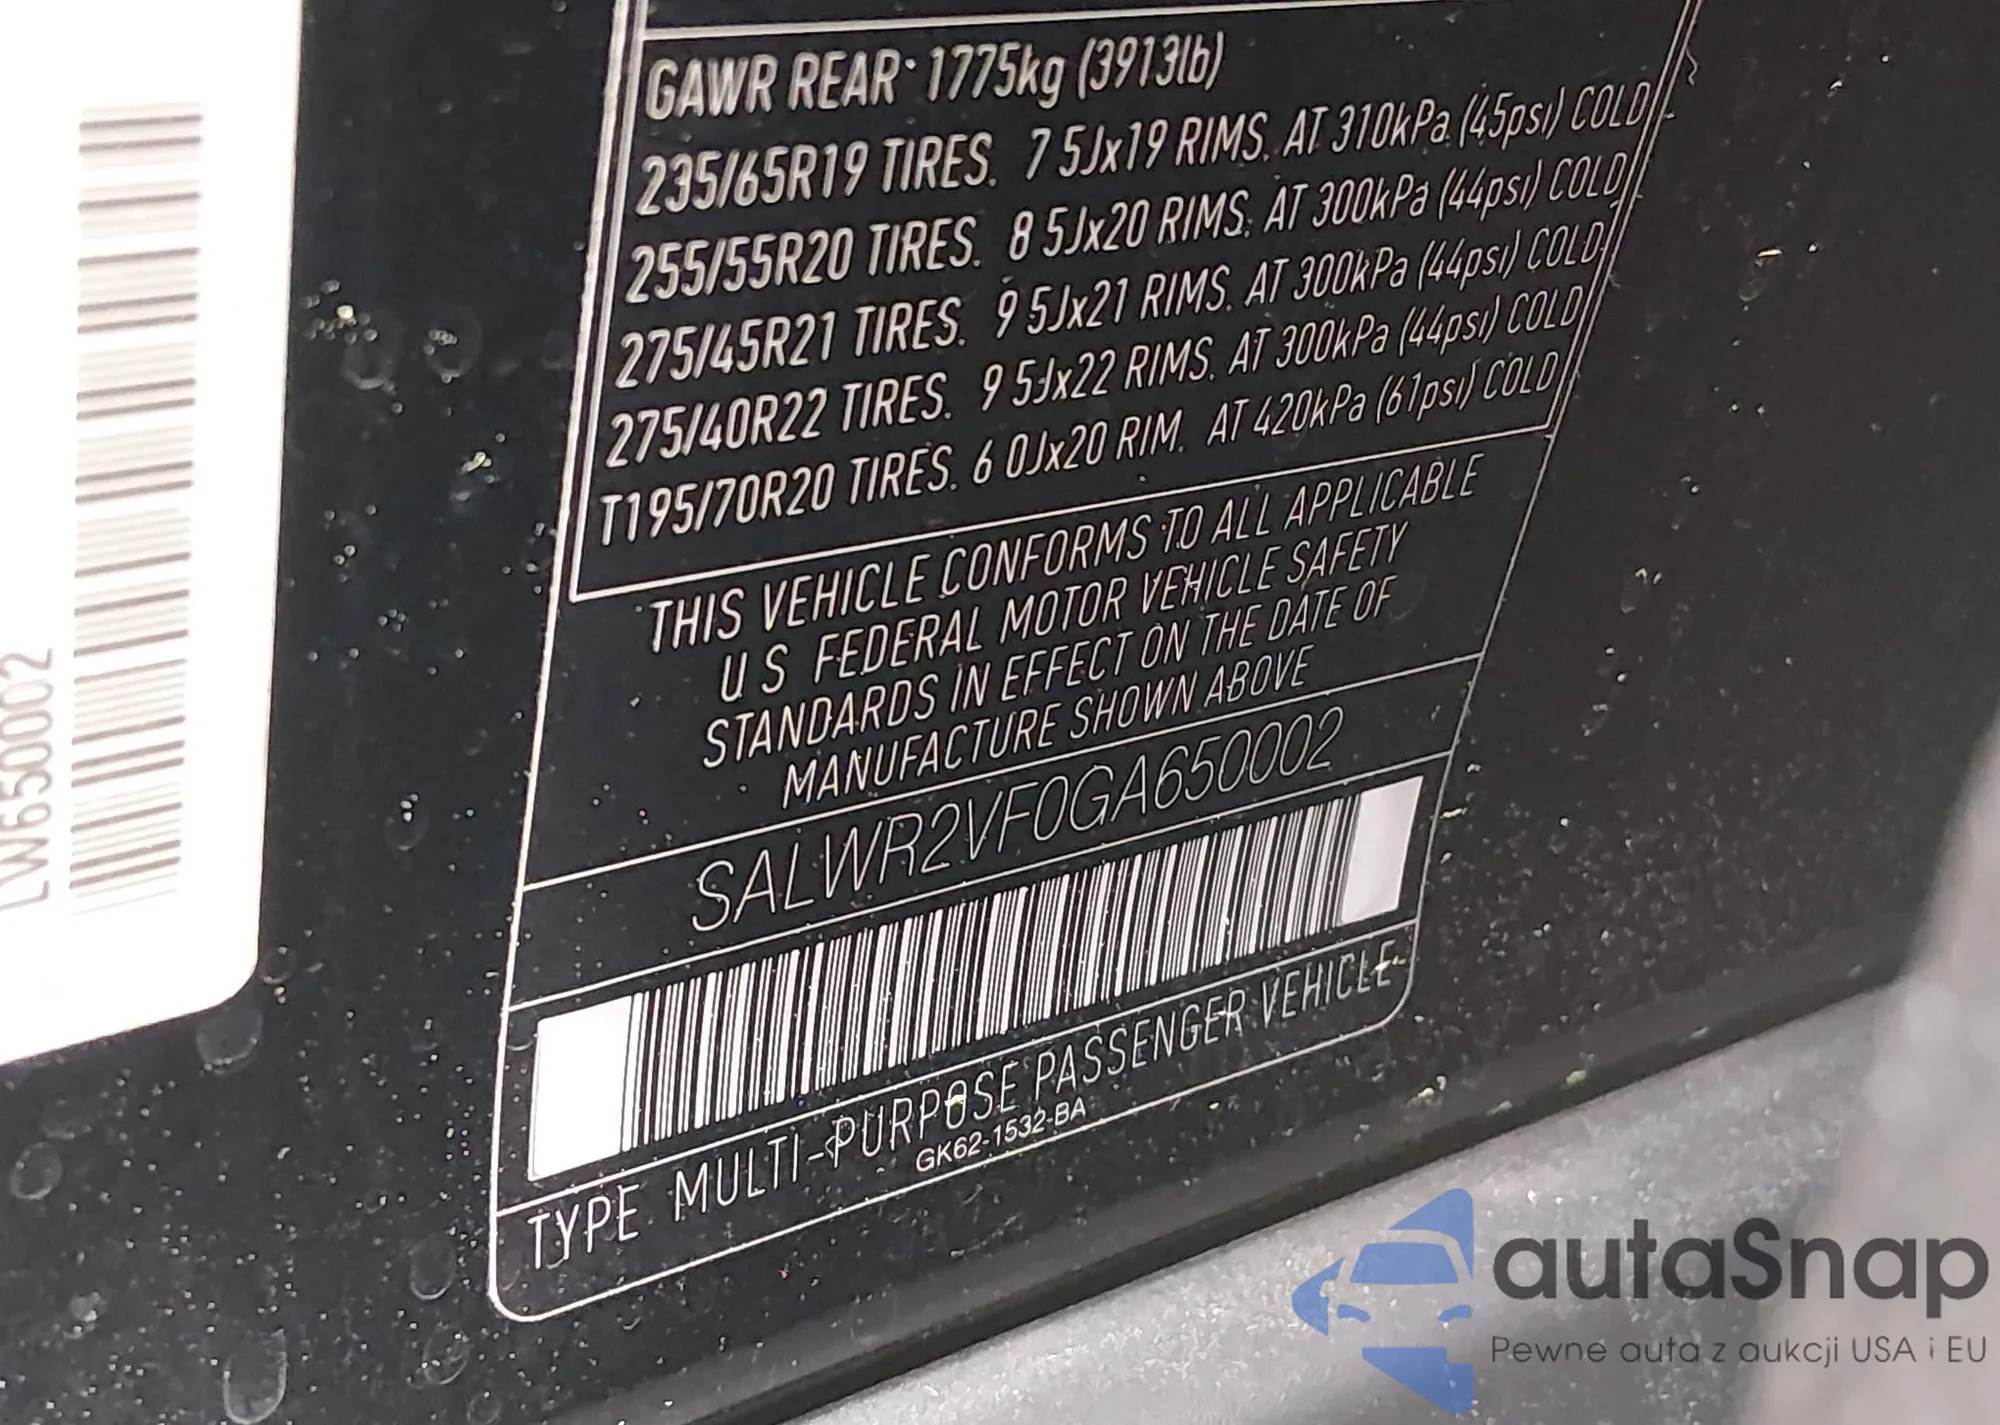 GAWR REAR· 1775kg (3913lb)
235/65R19 TIRES. 7 5Jx19 RIMS. AT 310kPa (45psi) COLD
255/55R20 TIRES. 8 5Jx20 RIMS. AT 300kPa (44psi) COLD
275/45R21 TIRES. 9 5Jx21 RIMS. AT 300kPa (44psi) COLD
275/40R22 TIRES. 9 5Jx22 RIMS. AT 300kPa (44psi) COLD
T195/70R20 TIRES. 6 0Jx20 RIM. AT 420kPa (61psi) COLD
THIS VEHICLE CONFORMS TO ALL APPLICABLE
U S FEDERAL MOTOR VEHICLE SAFETY
STANDARDS IN EFFECT ON THE DATE OF
MANUFACTURE SHOWN ABOVE
SALWR2VF0GA650002
TYPE MULTI-PURPOSE PASSENGER VEHICLE
GK62-1532-BA
LW650002
autaSnap
Pewne auta z aukcji USA i EU